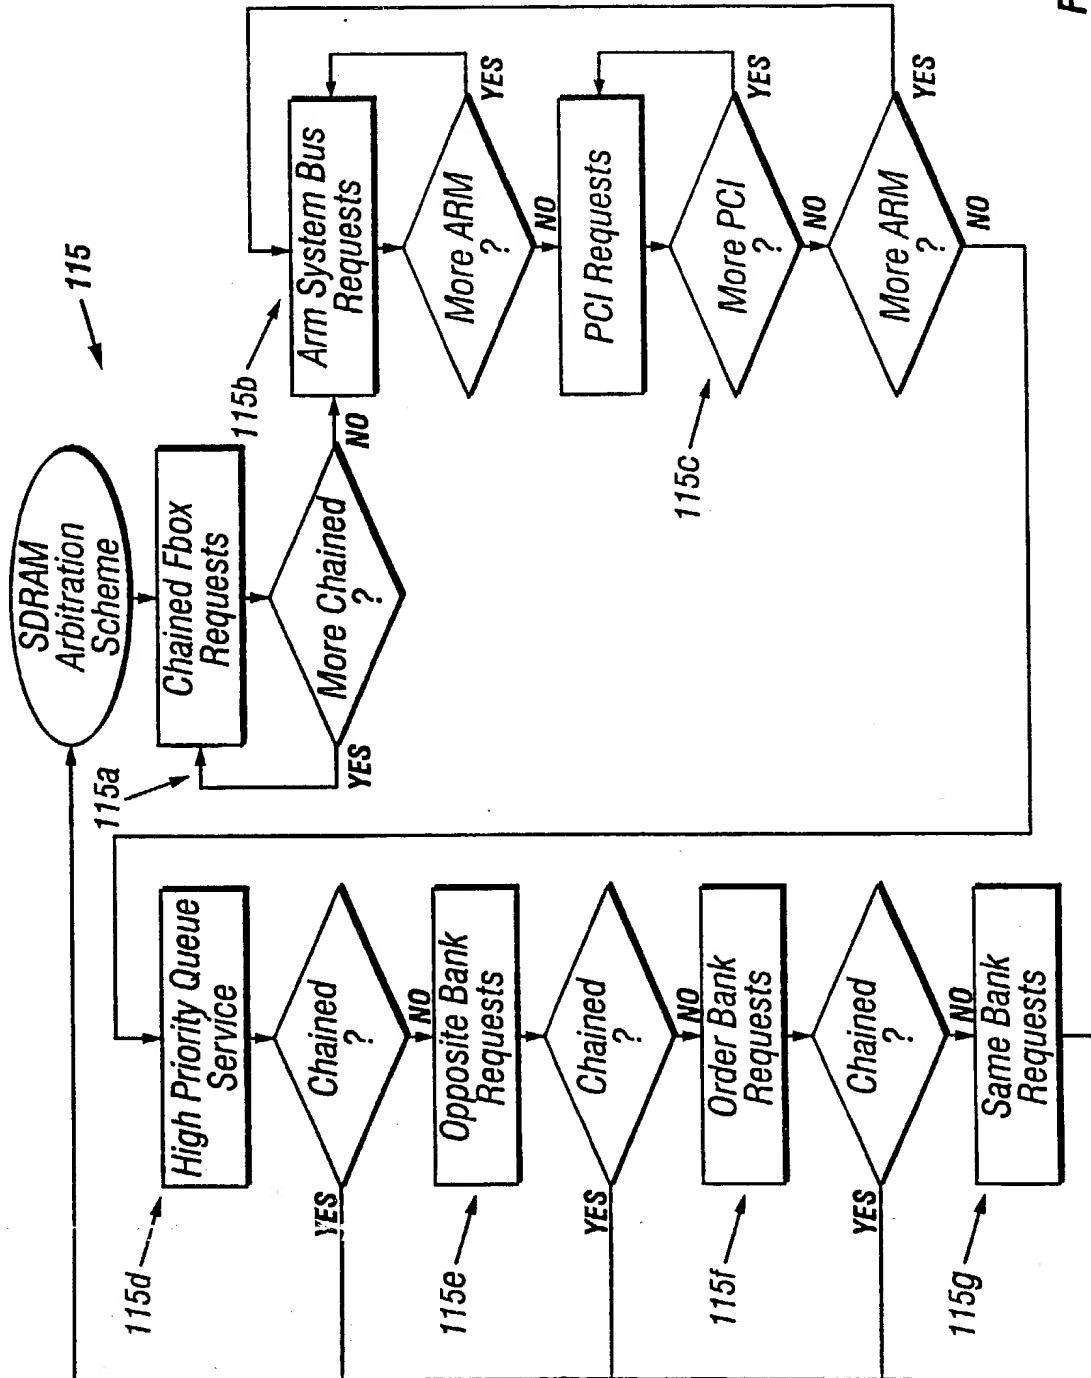 115
SDRAM
Arbitration
Scheme
115a
Chained Fbox
Requests
More Chained
?
YES
NO
115b
Arm System Bus
Requests
More ARM
?
YES
NO
PCI Requests
115c
More PCI
?
YES
NO
More ARM
?
YES
NO
115d
High Priority Queue
Service
Chained
?
YES
NO
115e
Opposite Bank
Requests
Chained
?
YES
NO
115f
Order Bank
Requests
Chained
?
YES
NO
115g
Same Bank
Requests